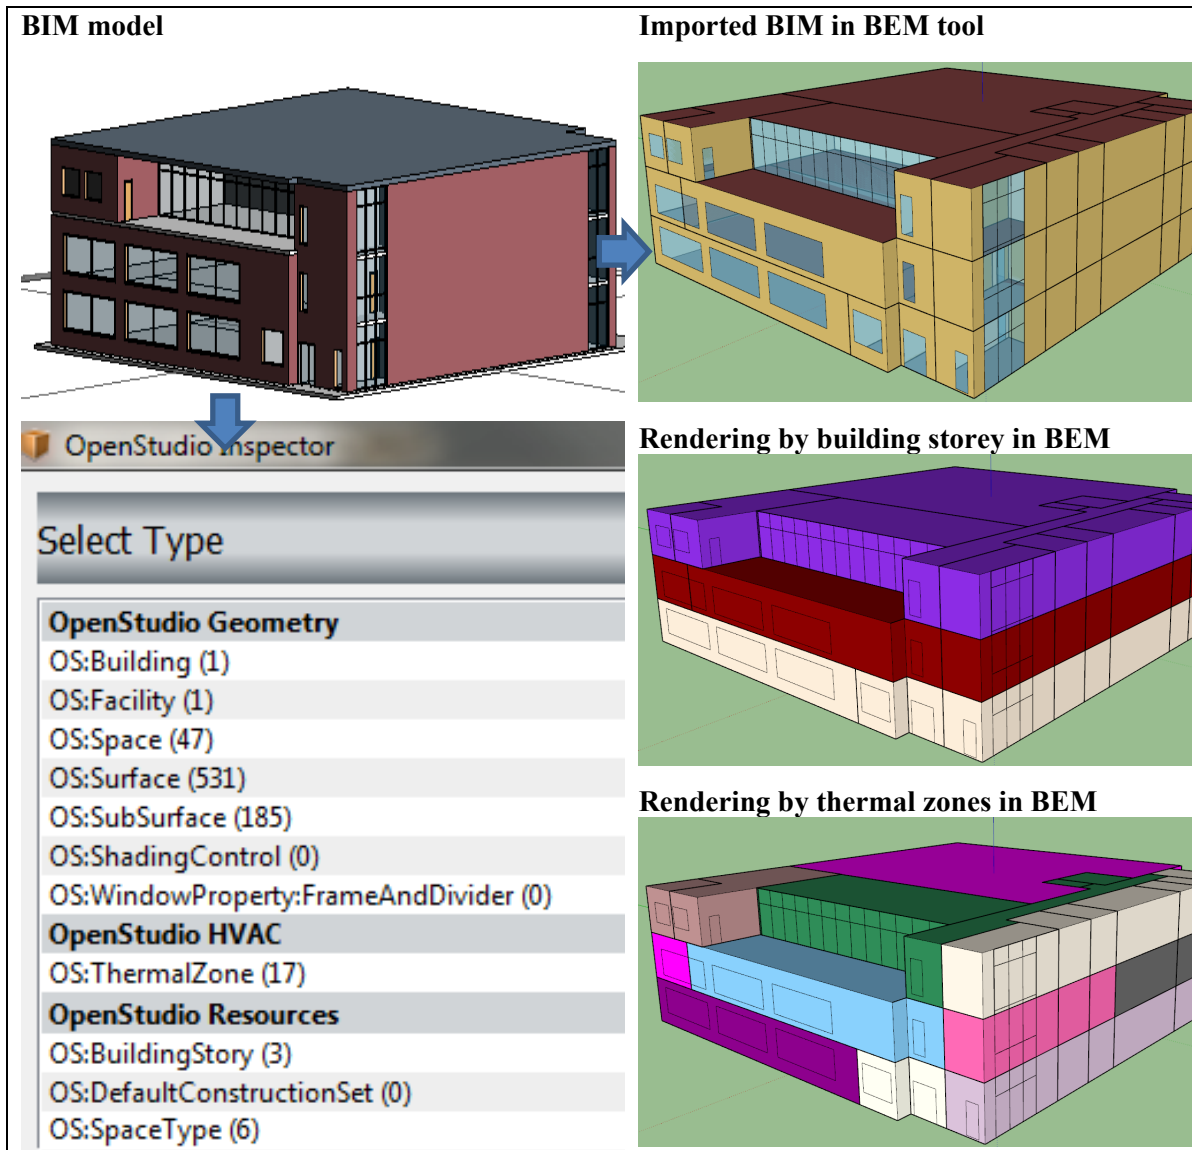 BIM model
Imported BIM in BEM tool
OpenStudio Inspector
Select Type
OpenStudio Geometry
OS:Building (1)
OS:Facility (1)
OS:Space (47)
OS:Surface (531)
OS:SubSurface (185)
OS:ShadingControl (0)
OS:WindowProperty:FrameAndDivider (0)
OpenStudio HVAC
OS:ThermalZone (17)
OpenStudio Resources
OS:BuildingStory (3)
OS:DefaultConstructionSet (0)
OS:SpaceType (6)
Rendering by building storey in BEM
Rendering by thermal zones in BEM